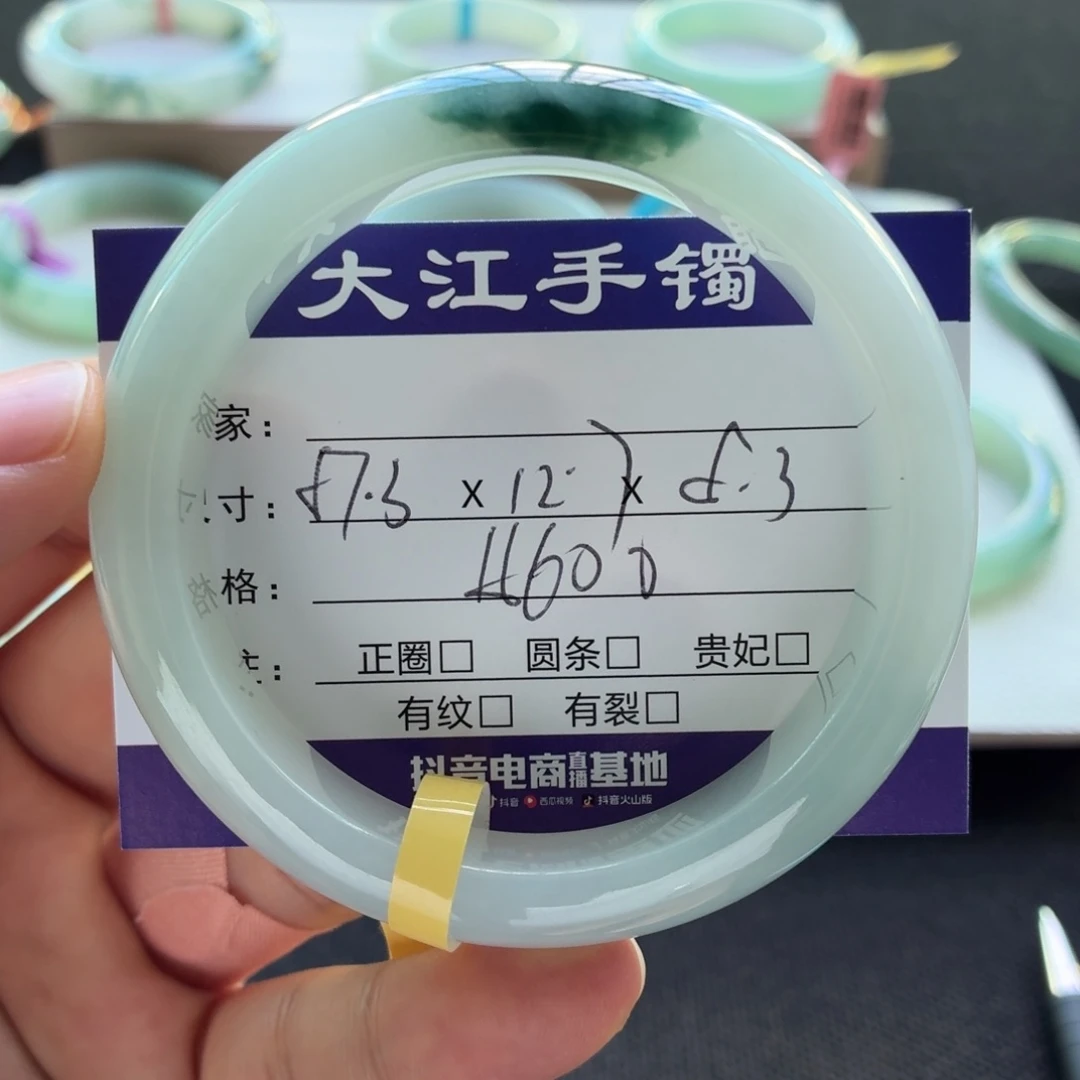 大江手镯
家：
寸： 57.3 x 12.7 x 8.3
格：
正圈□ 圆条□ 贵妃□
有纹□ 有裂□
抖音电商直播基地
抖音 西瓜视频 抖音火山版